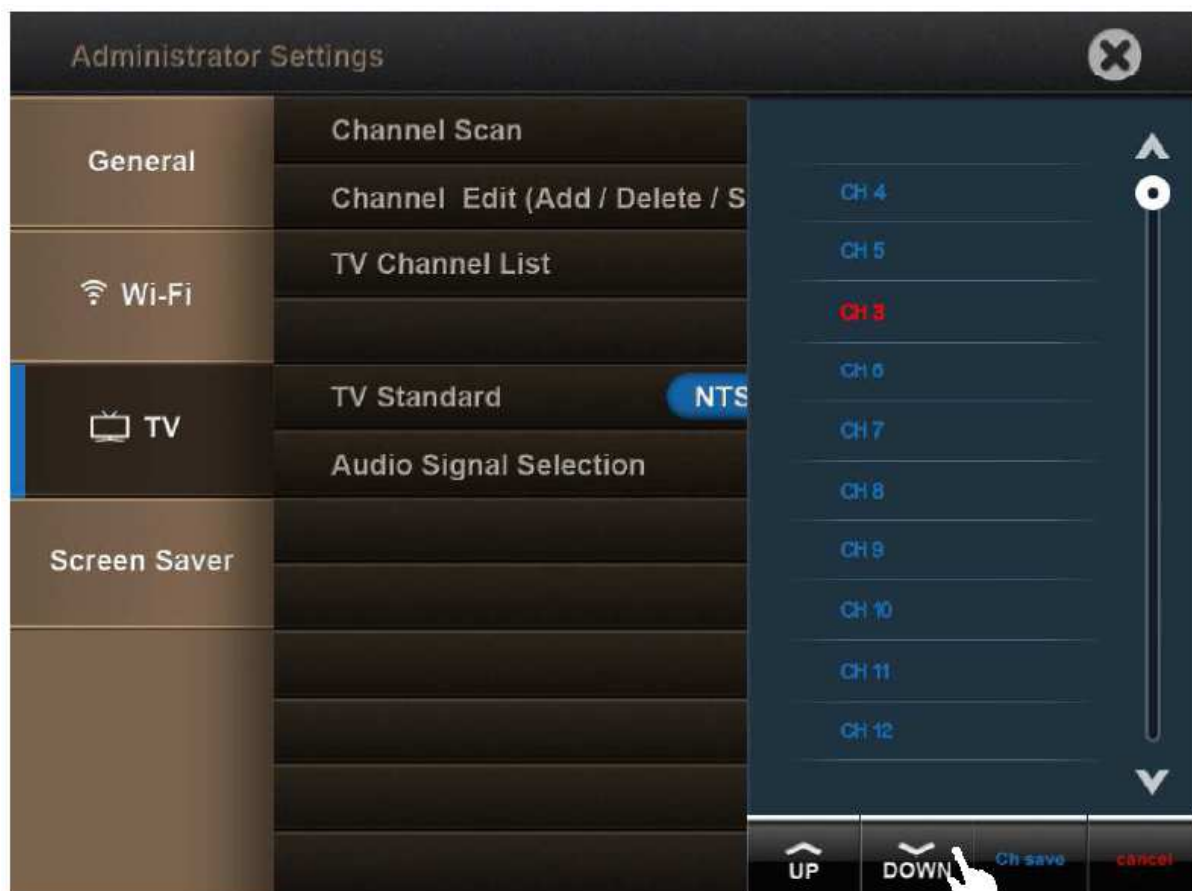 Administrator Settings
General
Wi-Fi
TV
Screen Saver
Channel Scan
Channel Edit (Add / Delete / S
TV Channel List
TV Standard NTS
Audio Signal Selection
CH 4
CH 5
CH 3
CH 6
CH 7
CH 8
CH 9
CH 10
CH 11
CH 12
UP DOWN Ch save cancel